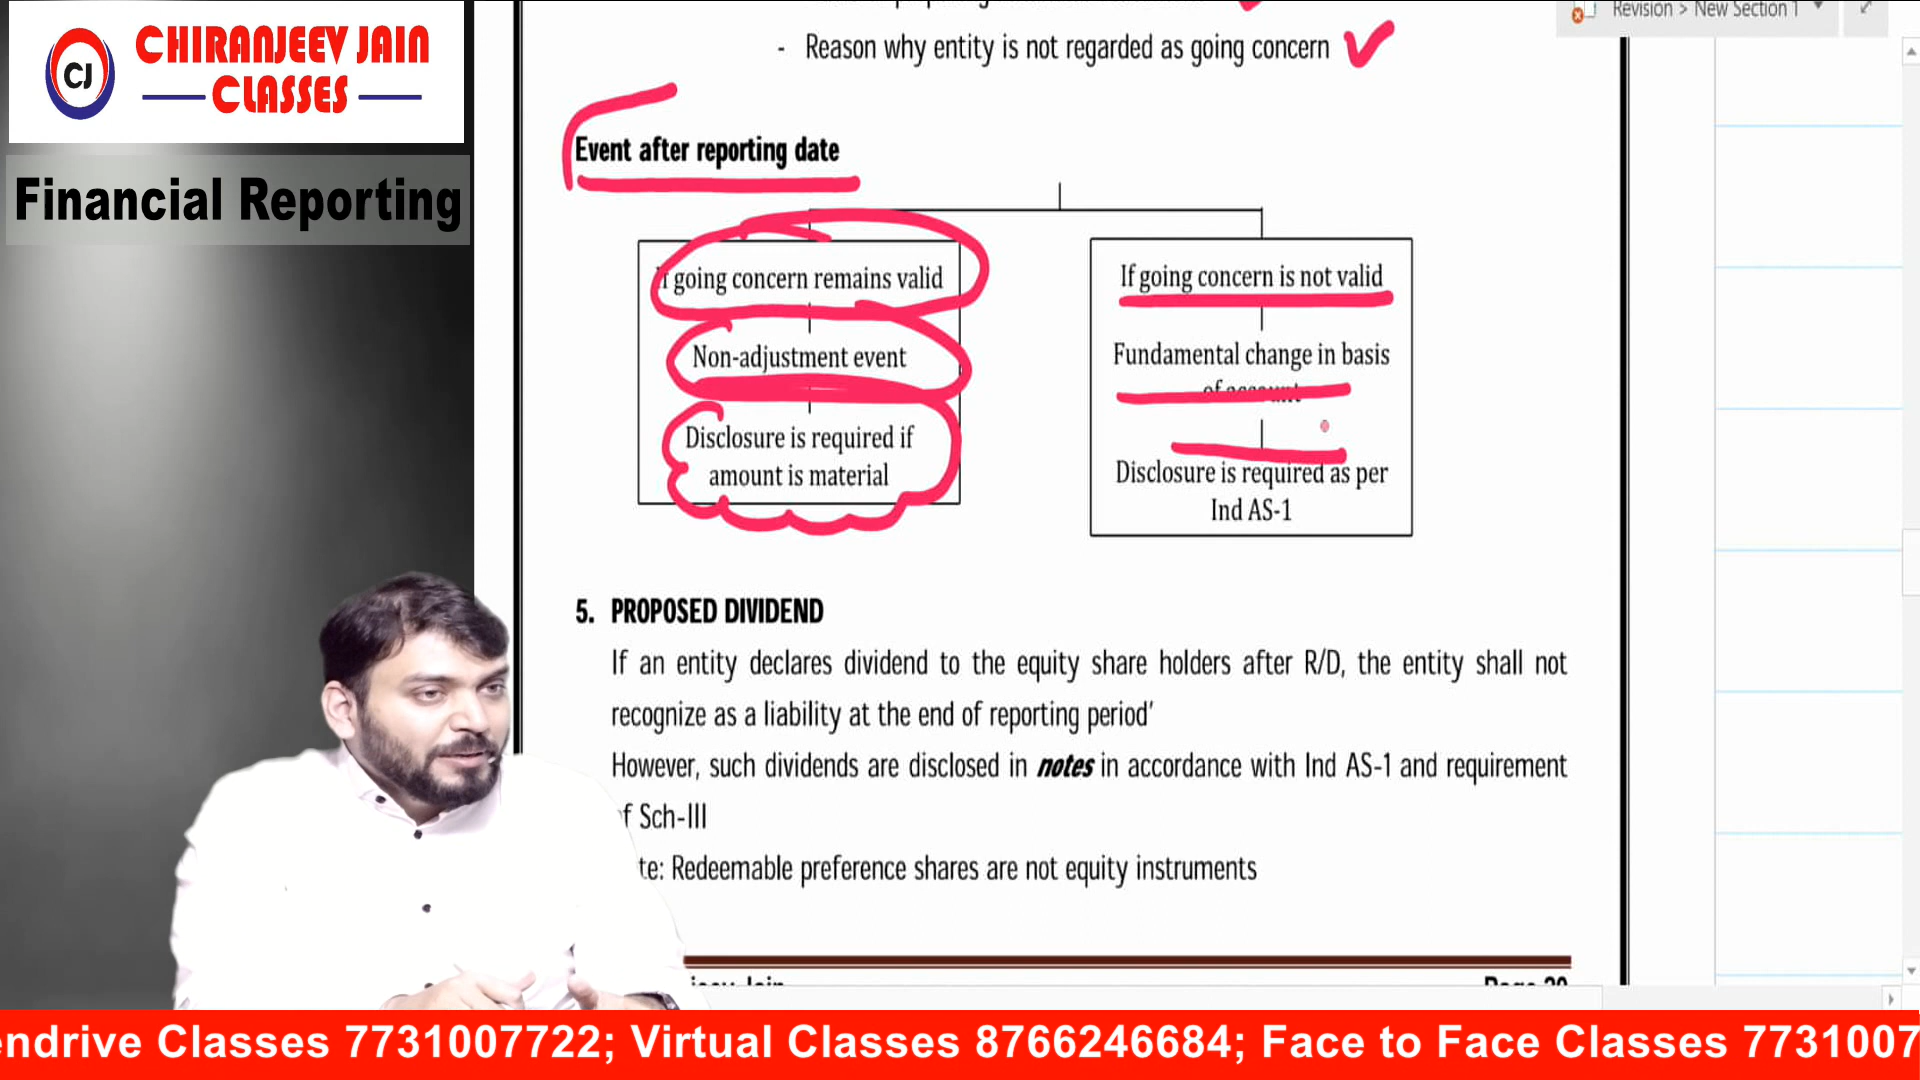 Revision > New Section 1
CHIRANJEEV JAIN
CLASSES
CJ
Financial Reporting
- Reason why entity is not regarded as going concern
Event after reporting date
If going concern remains valid
Non-adjustment event
Disclosure is required if
amount is material
If going concern is not valid
Fundamental change in basis
of account
Disclosure is required as per
Ind AS-1
5. PROPOSED DIVIDEND
If an entity declares dividend to the equity share holders after R/D, the entity shall not
recognize as a liability at the end of reporting period'
However, such dividends are disclosed in notes in accordance with Ind AS-1 and requirement
f Sch-III
te: Redeemable preference shares are not equity instruments
Jain
endrive Classes 7731007722; Virtual Classes 8766246684; Face to Face Classes 7731007